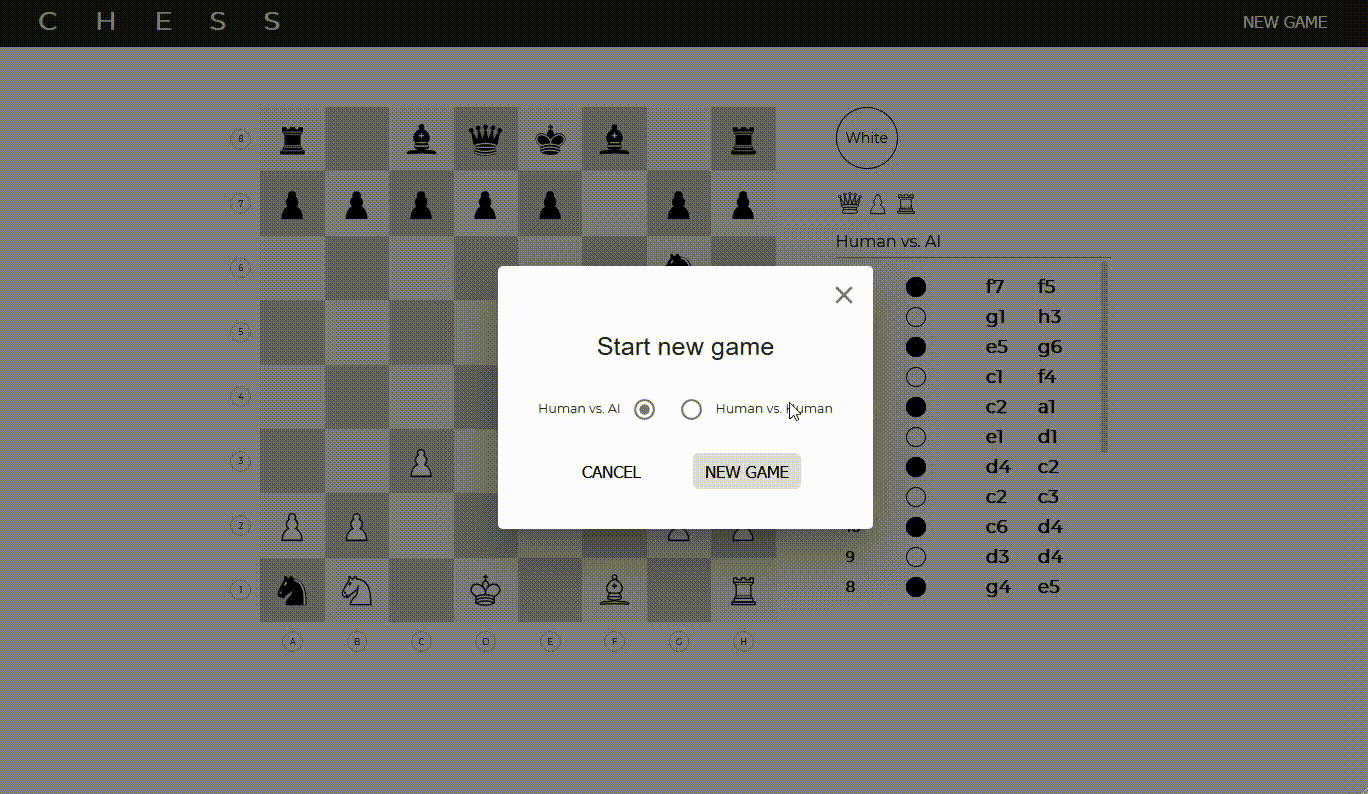 C H E S S
NEW GAME
8
7
6
5
4
3
2
1
A B C D E F G H
White
Human vs. AI
f7 f5
g1 h3
e5 g6
c1 f4
c2 a1
e1 d1
d4 c2
c2 c3
c6 d4
9 d3 d4
8 g4 e5
Start new game
Human vs. AI
Human vs. Human
CANCEL
NEW GAME